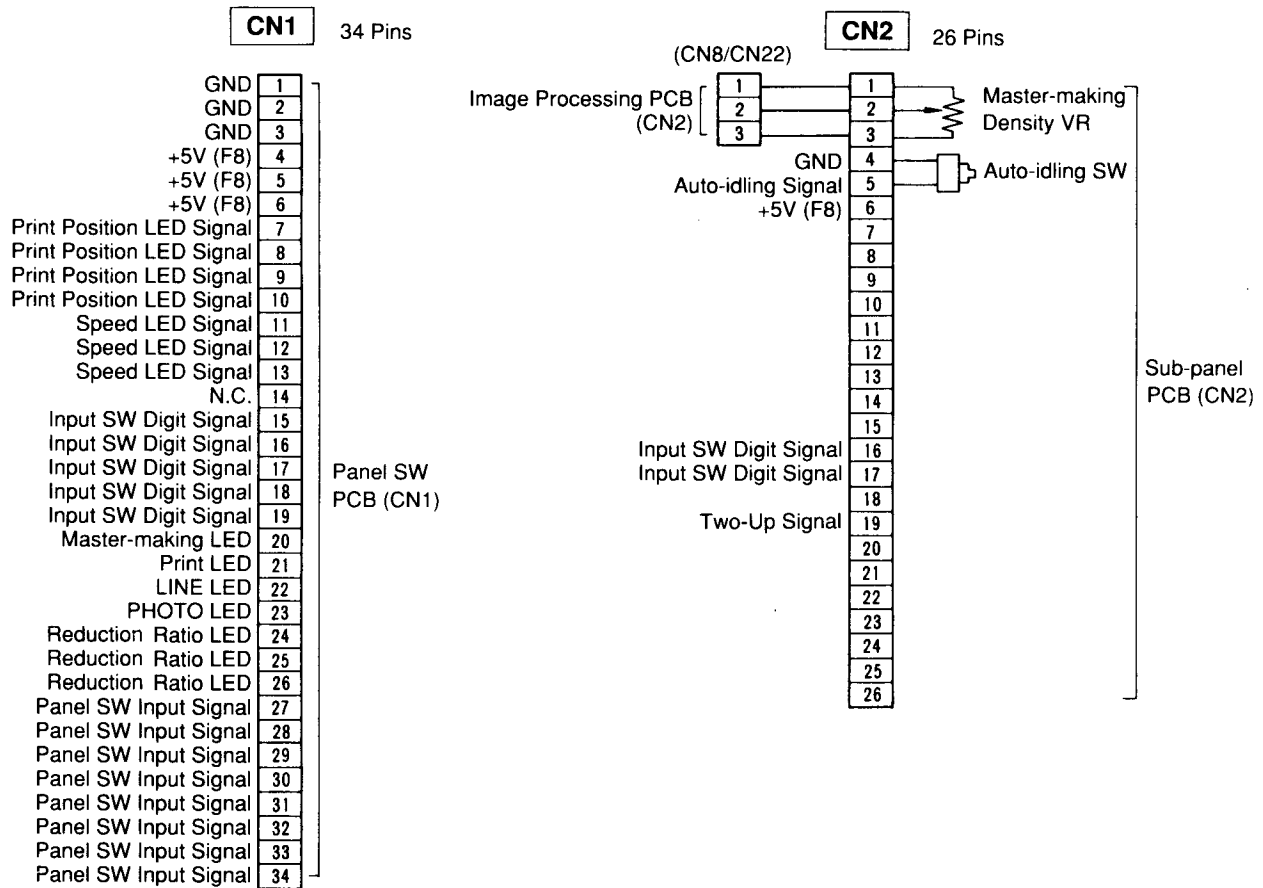 CN1 34 Pins
GND 1
GND 2
GND 3
+5V (F8) 4
+5V (F8) 5
+5V (F8) 6
Print Position LED Signal 7
Print Position LED Signal 8
Print Position LED Signal 9
Print Position LED Signal 10
Speed LED Signal 11
Speed LED Signal 12
Speed LED Signal 13
N.C. 14
Input SW Digit Signal 15
Input SW Digit Signal 16
Input SW Digit Signal 17
Input SW Digit Signal 18
Input SW Digit Signal 19
Master-making LED 20
Print LED 21
LINE LED 22
PHOTO LED 23
Reduction Ratio LED 24
Reduction Ratio LED 25
Reduction Ratio LED 26
Panel SW Input Signal 27
Panel SW Input Signal 28
Panel SW Input Signal 29
Panel SW Input Signal 30
Panel SW Input Signal 31
Panel SW Input Signal 32
Panel SW Input Signal 33
Panel SW Input Signal 34
Panel SW
PCB (CN1)
CN2 26 Pins
(CN8/CN22)
Image Processing PCB
(CN2)
1
2
3
1
2
3
Master-making
Density VR
GND 4
Auto-idling Signal 5
Auto-idling SW
+5V (F8) 6
7
8
9
10
11
12
13
14
15
Input SW Digit Signal 16
Input SW Digit Signal 17
18
Two-Up Signal 19
20
21
22
23
24
25
26
Sub-panel
PCB (CN2)